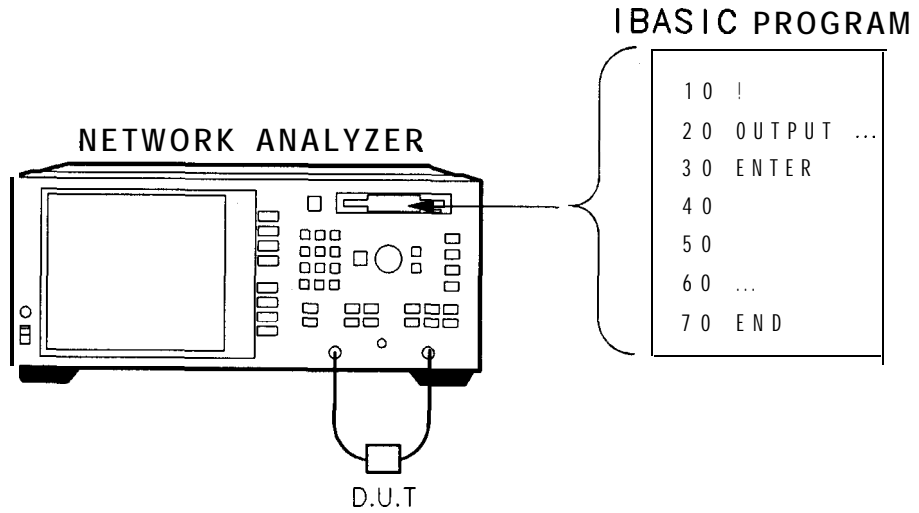 IBASIC PROGRAM
10 !
20 OUTPUT ...
30 ENTER
40
50
60 ...
70 END
NETWORK ANALYZER
D.U.T